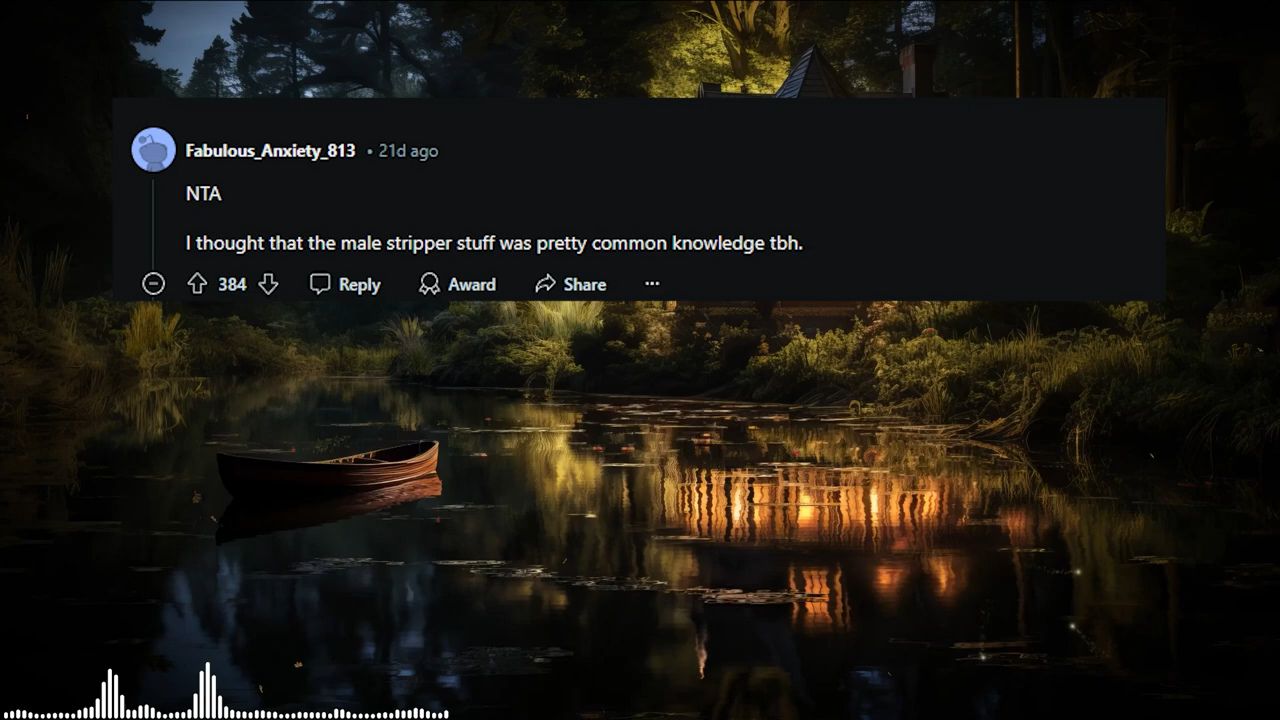 Fabulous_Anxiety_813 • 21d ago
NTA
I thought that the male stripper stuff was pretty common knowledge tbh.
384 Reply Award Share ...